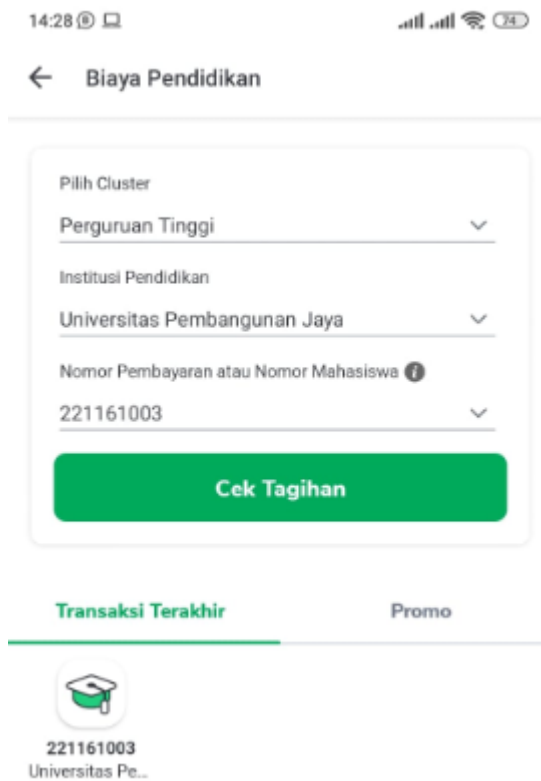 14:28
74
Biaya Pendidikan
Pilih Cluster
Perguruan Tinggi
Institusi Pendidikan
Universitas Pembangunan Jaya
Nomor Pembayaran atau Nomor Mahasiswa
221161003
Cek Tagihan
Transaksi Terakhir Promo
221161003
Universitas Pe...